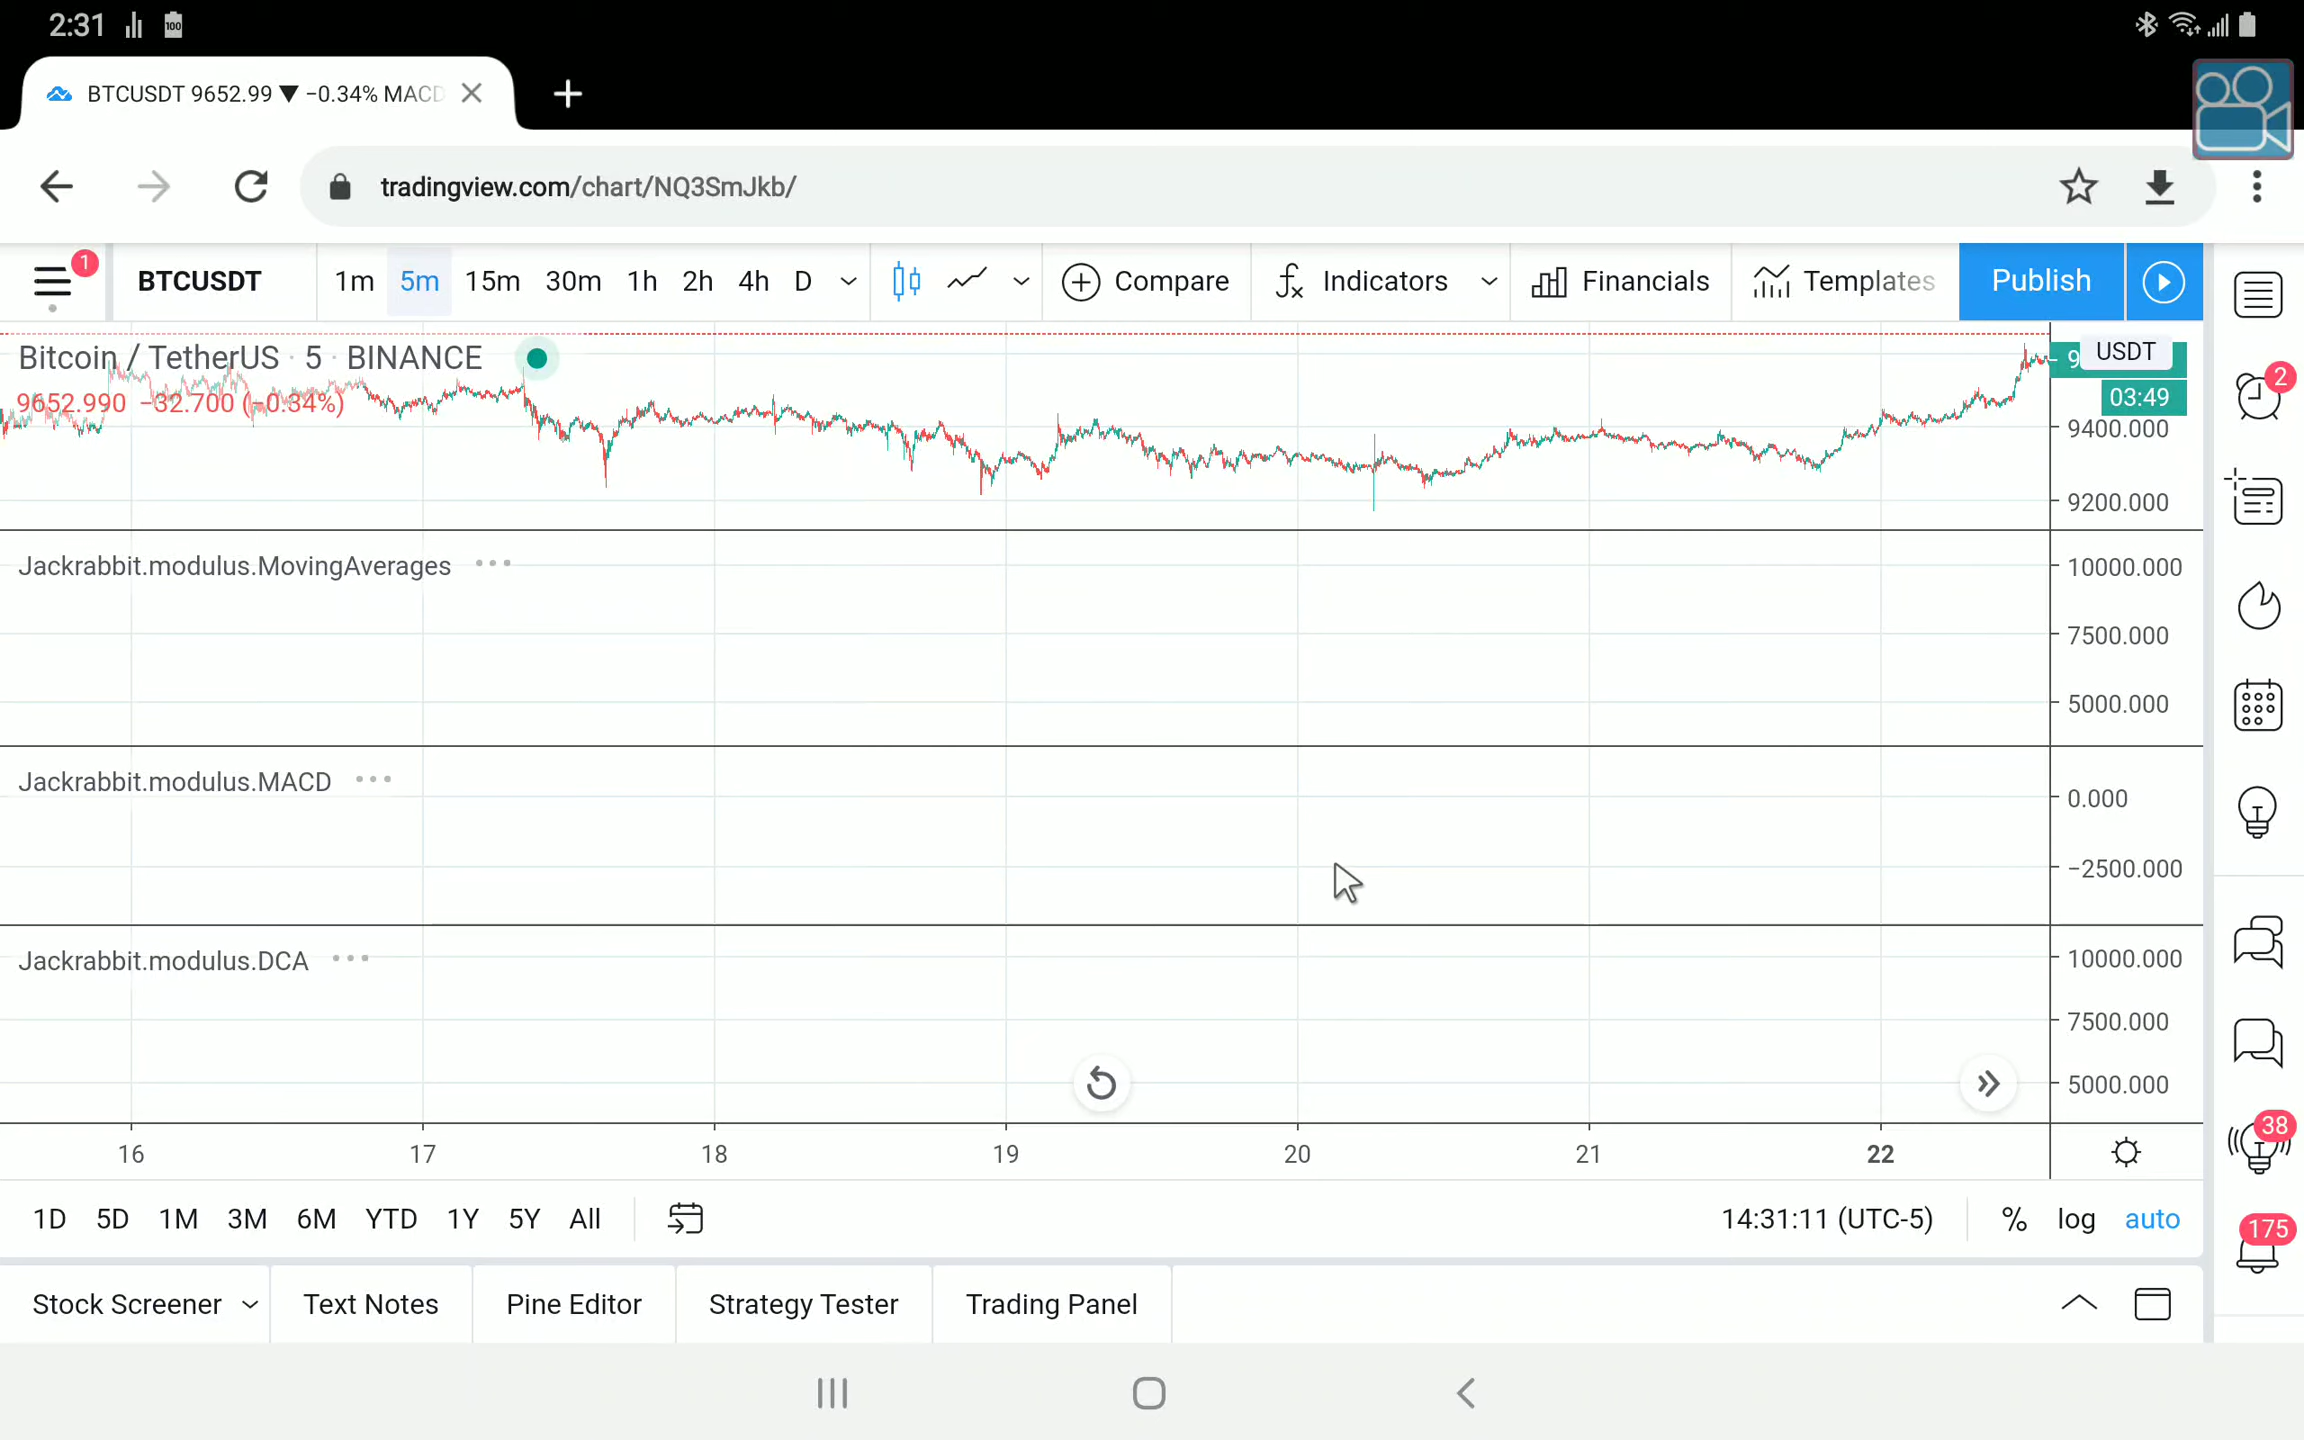 2:31
100
BTCUSDT 9652.99 ▼ −0.34% MACD
tradingview.com/chart/NQ3SmJkb/
1
BTCUSDT
1m 5m 15m 30m 1h 2h 4h D
Compare
Indicators
Financials
Templates
Publish
Bitcoin / TetherUS · 5 · BINANCE
9652.990 −32.700 (−0.34%)
USDT
03:49
9400.000
9200.000
2
Jackrabbit.modulus.MovingAverages
10000.000
7500.000
5000.000
Jackrabbit.modulus.MACD
0.000
−2500.000
Jackrabbit.modulus.DCA
10000.000
7500.000
5000.000
16 17 18 19 20 21 22
38
1D 5D 1M 3M 6M YTD 1Y 5Y All
14:31:11 (UTC-5) % log auto
175
Stock Screener Text Notes Pine Editor Strategy Tester Trading Panel